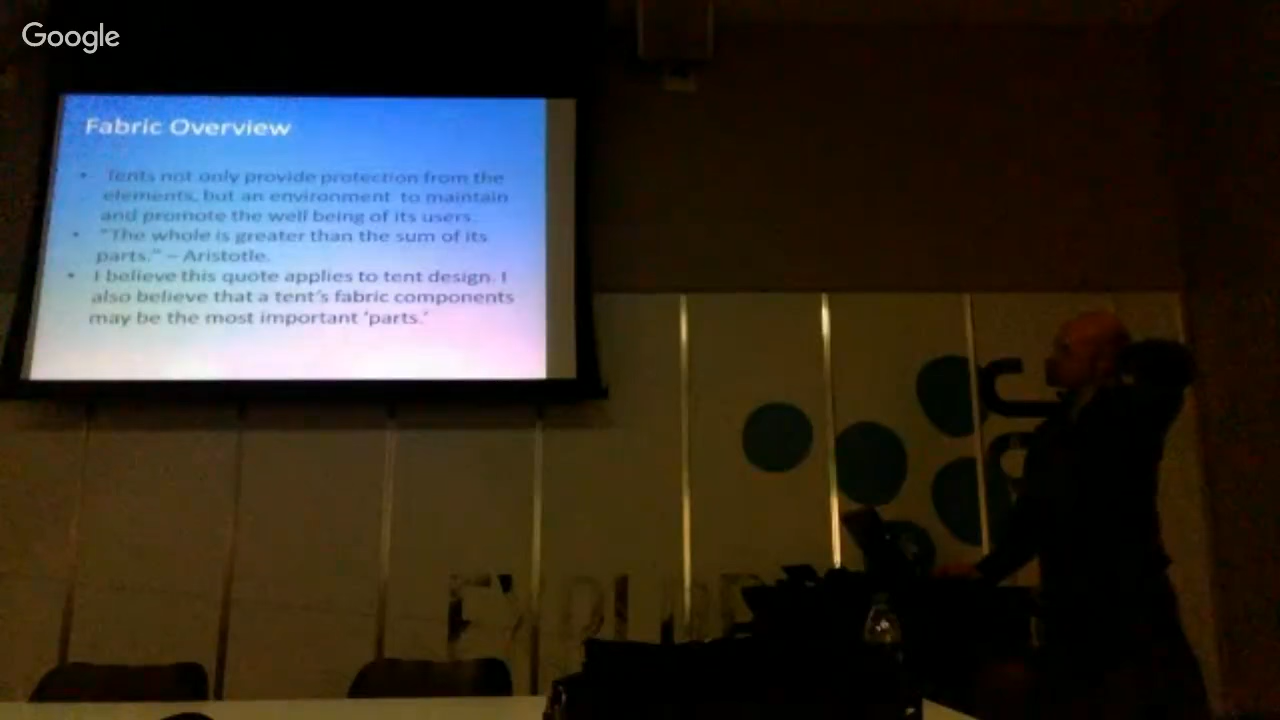 Google
Fabric Overview
• Tents not only provide protection from the
elements, but an environment to maintain
and promote the well being of its users.
• "The whole is greater than the sum of its
parts." – Aristotle.
• I believe this quote applies to tent design. I
also believe that a tent's fabric components
may be the most important 'parts.'